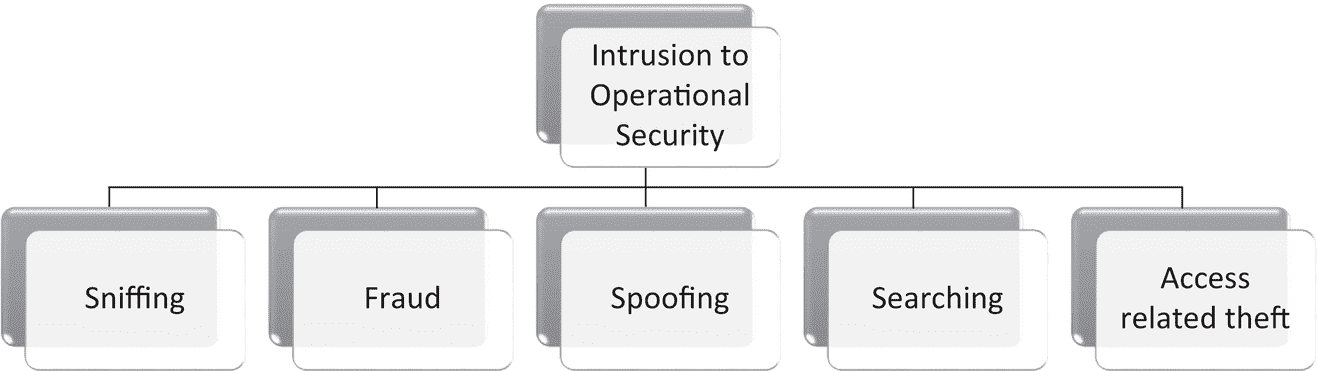 Intrusion to
Operational
Security
Sniffing
Fraud
Spoofing
Searching
Access
related theft